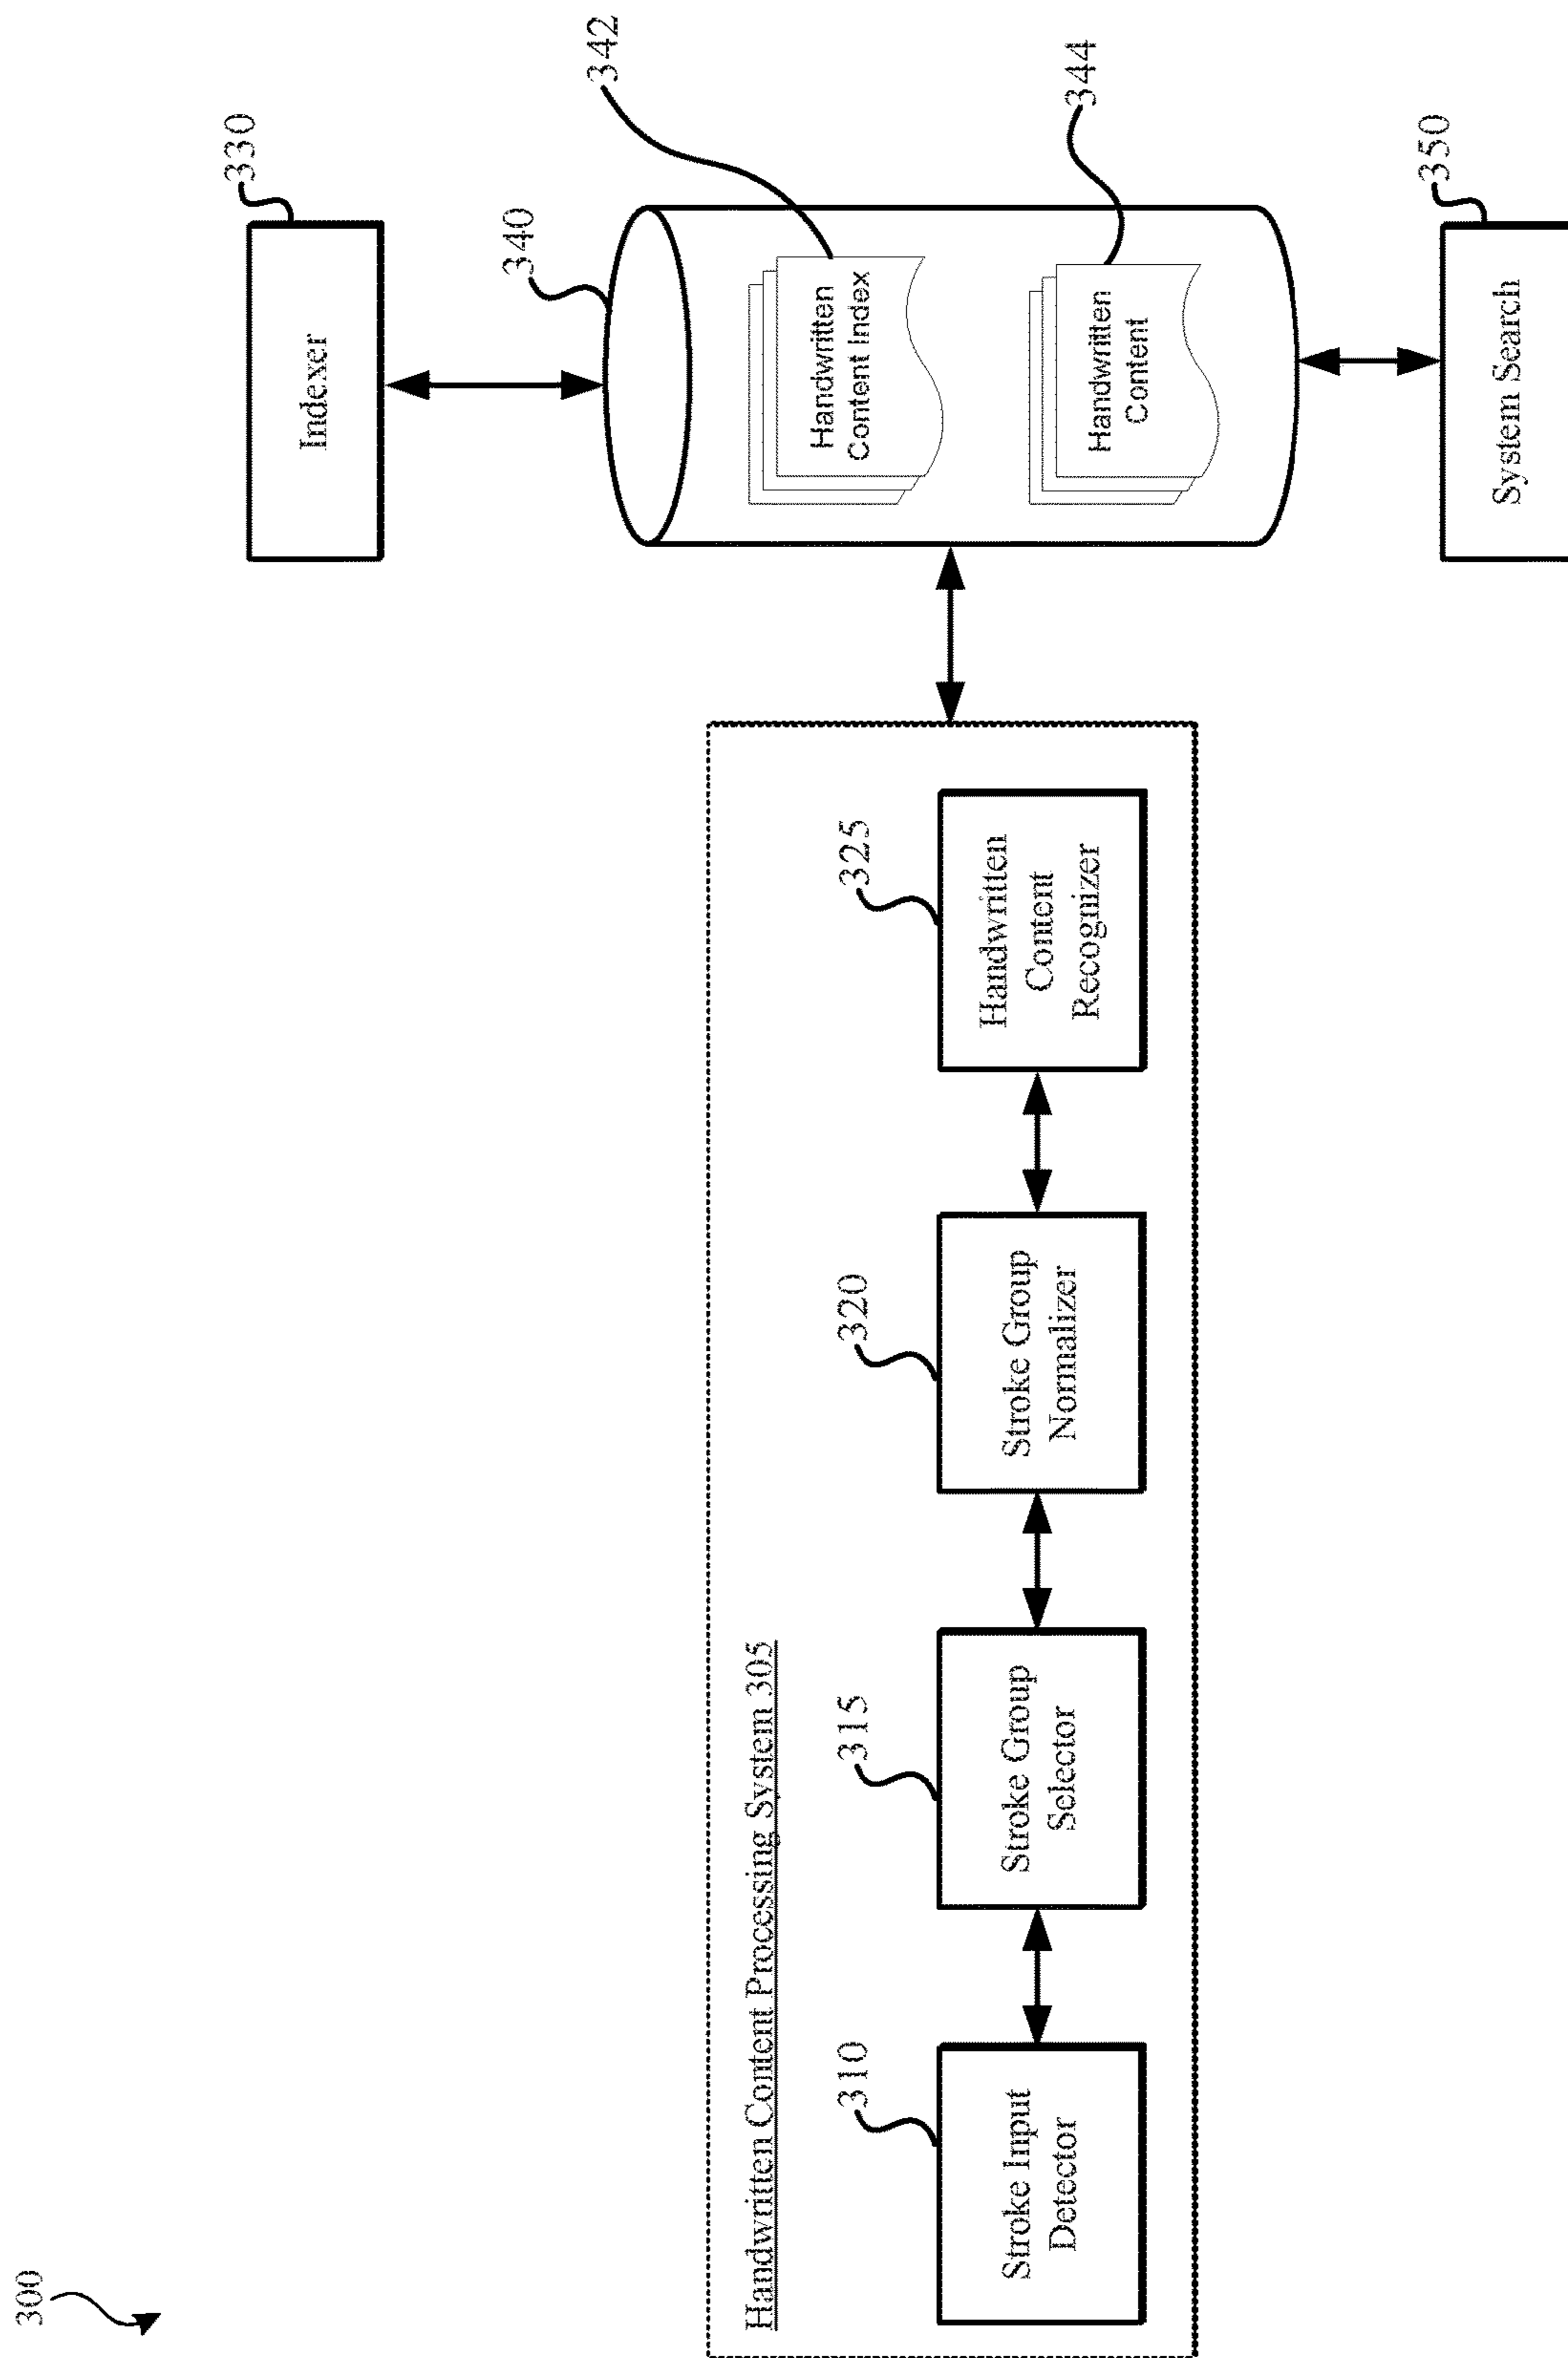 300
Handwritten Content Processing System 305
310
Stroke Input
Detector
315
Stroke Group
Selector
320
Stroke Group
Normalizer
325
Handwritten
Content
Recognizer
330
Indexer
340
342
Handwritten
Content Index
344
Handwritten
Content
350
System Search